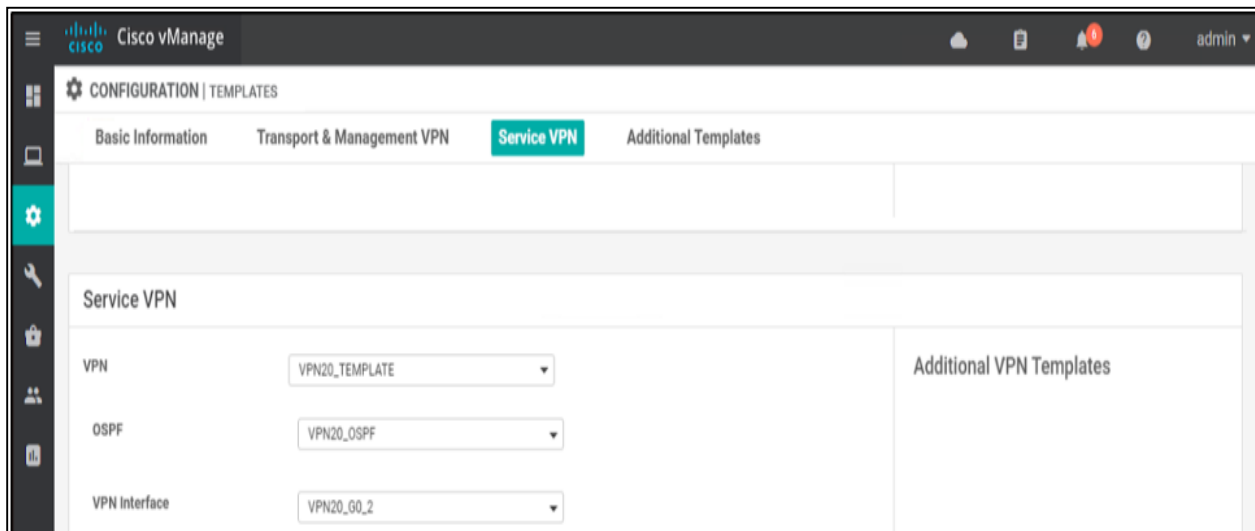 CISCO Cisco vManage 6 admin
CONFIGURATION | TEMPLATES
Basic Information Transport & Management VPN Service VPN Additional Templates
Service VPN
VPN VPN20_TEMPLATE Additional VPN Templates
OSPF VPN20_OSPF
VPN Interface VPN20_G0_2